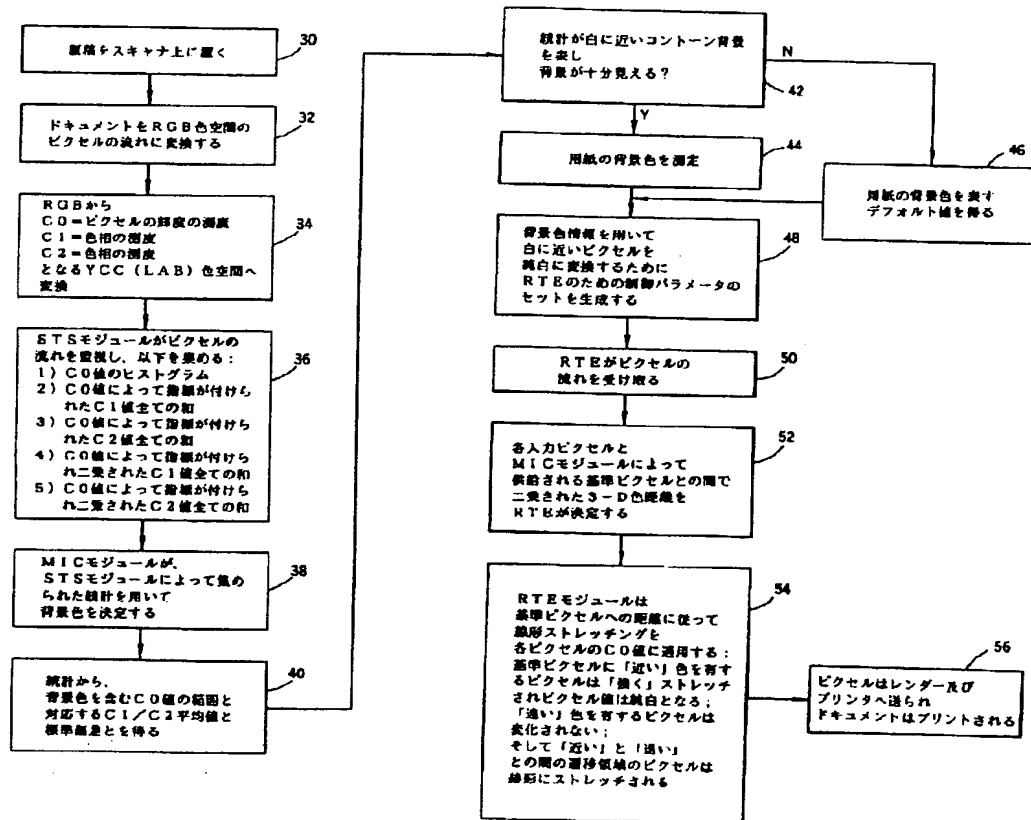 原稿をスキャナ上に置く
30
ドキュメントをRGB色空間の
ピクセルの流れに変換する
32
RGBから
C0=ピクセルの輝度の測度
C1=色相の測度
C2=色相の測度
となるYCC(LAB)色空間へ
変換
34
STSモジュールがピクセルの
流れを監視し、以下を集める:
1)C0値のヒストグラム
2)C0値によって指標が付けら
れたC1値全ての和
3)C0値によって指標が付けら
れたC2値全ての和
4)C0値によって指標が付けら
れ二乗されたC1値全ての和
5)C0値によって指標が付けら
れ二乗されたC2値全ての和
36
MICモジュールが、
STSモジュールによって集め
られた統計を用いて
背景色を決定する
38
統計から、
背景色を含むC0値の範囲と
対応するC1/C2平均値と
標準偏差とを得る
40
統計が白に近いコントーン背景
を表し
背景が十分見える?
42
N
Y
用紙の背景色を測定
44
用紙の背景色を表す
デフォルト値を得る
46
背景色情報を用いて
白に近いピクセルを
純白に変換するために
RTEのための制御パラメータの
セットを生成する
48
RTEがピクセルの
流れを受け取る
50
各入力ピクセルと
MICモジュールによって
供給される基準ピクセルとの間で
二乗された3-D色距離を
RTEが決定する
52
RTEモジュールは
基準ピクセルへの距離に従って
線形ストレッチングを
各ピクセルのC0値に適用する:
基準ピクセルに「近い」色を有す
るピクセルは「強く」ストレッチ
されピクセル値は純白となる;
「遠い」色を有するピクセルは
変化されない;
そして「近い」と「遠い」
との間の遷移領域のピクセルは
線形にストレッチされる
54
ピクセルはレンダー及び
プリンタへ送られ
ドキュメントはプリントされる
56